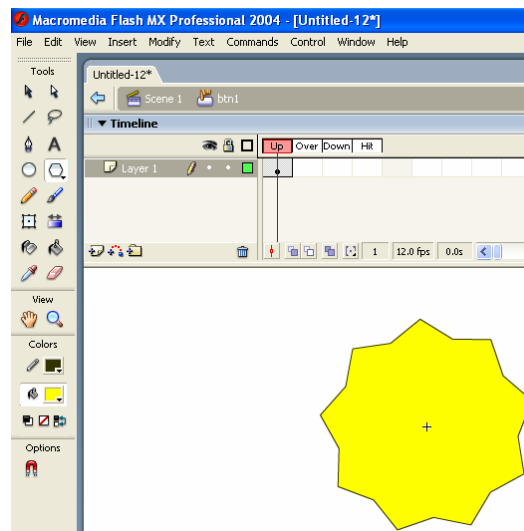 Macromedia Flash MX Professional 2004 - [Untitled-12*]
File Edit View Insert Modify Text Commands Control Window Help
Tools
Untitled-12*
Scene 1 btn1
Timeline
Up Over Down Hit
Layer 1
1 12.0 fps 0.0s
A
View
Colors
Options